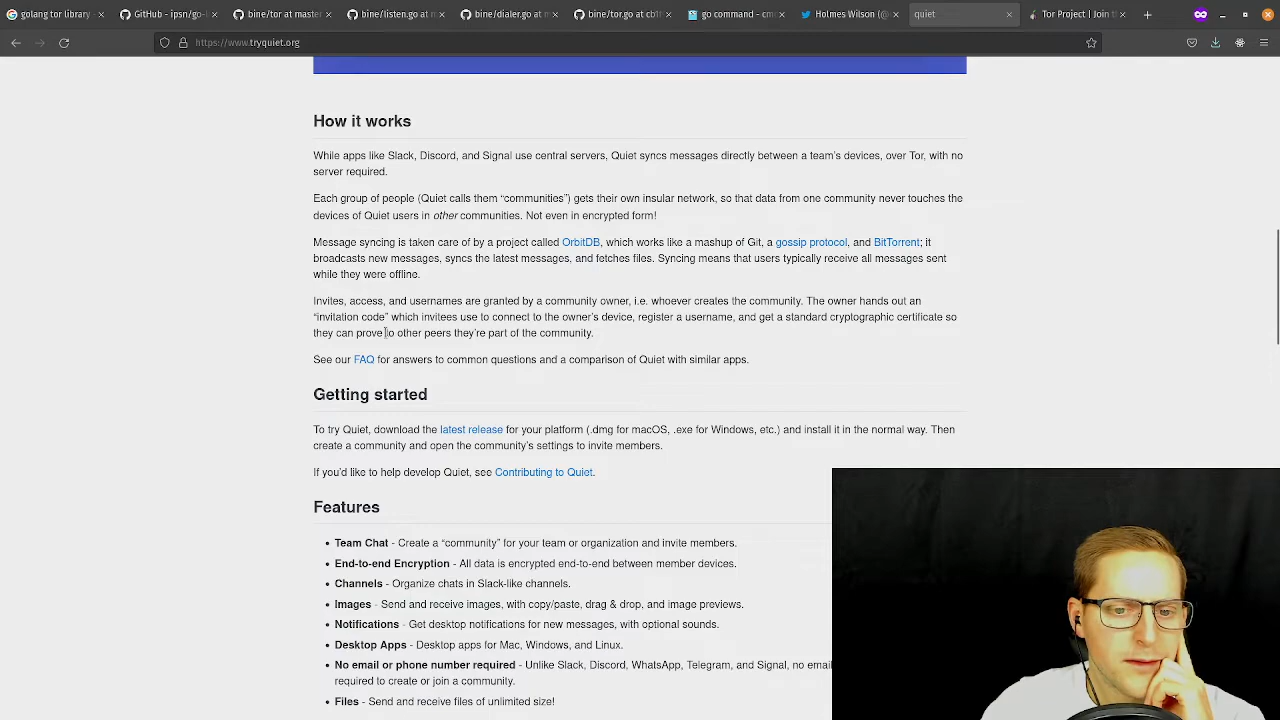 golang tor library
GitHub - ipsn/go-l
bine/tor at master
bine/listen.go at m
bine/dialer.go at m
bine/tor.go at
go command - cm
Holmes Wilson (@
quiet
Tor Project | Join t
https://www.tryquiet.org
How it works
While apps like Slack, Discord, and Signal use central servers, Quiet syncs messages directly between a team's devices, over Tor, with no
server required.
Each group of people (Quiet calls them “communities”) gets their own insular network, so that data from one community never touches the
devices of Quiet users in other communities. Not even in encrypted form!
Message syncing is taken care of by a project called OrbitDB, which works like a mashup of Git, a gossip protocol, and BitTorrent; it
broadcasts new messages, syncs the latest messages, and fetches files. Syncing means that users typically receive all messages sent
while they were offline.
Invites, access, and usernames are granted by a community owner, i.e. whoever creates the community. The owner hands out an
“invitation code” which invitees use to connect to the owner's device, register a username, and get a standard cryptographic certificate so
they can prove to other peers they're part of the community.
See our FAQ for answers to common questions and a comparison of Quiet with similar apps.
Getting started
To try Quiet, download the latest release for your platform (.dmg for macOS, .exe for Windows, etc.) and install it in the normal way. Then
create a community and open the community's settings to invite members.
If you'd like to help develop Quiet, see Contributing to Quiet.
Features
• Team Chat - Create a “community” for your team or organization and invite members.
• End-to-end Encryption - All data is encrypted end-to-end between member devices.
• Channels - Organize chats in Slack-like channels.
• Images - Send and receive images, with copy/paste, drag & drop, and image previews.
• Notifications - Get desktop notifications for new messages, with optional sounds.
• Desktop Apps - Desktop apps for Mac, Windows, and Linux.
• No email or phone number required - Unlike Slack, Discord, WhatsApp, Telegram, and Signal, no email
required to create or join a community.
• Files - Send and receive files of unlimited size!